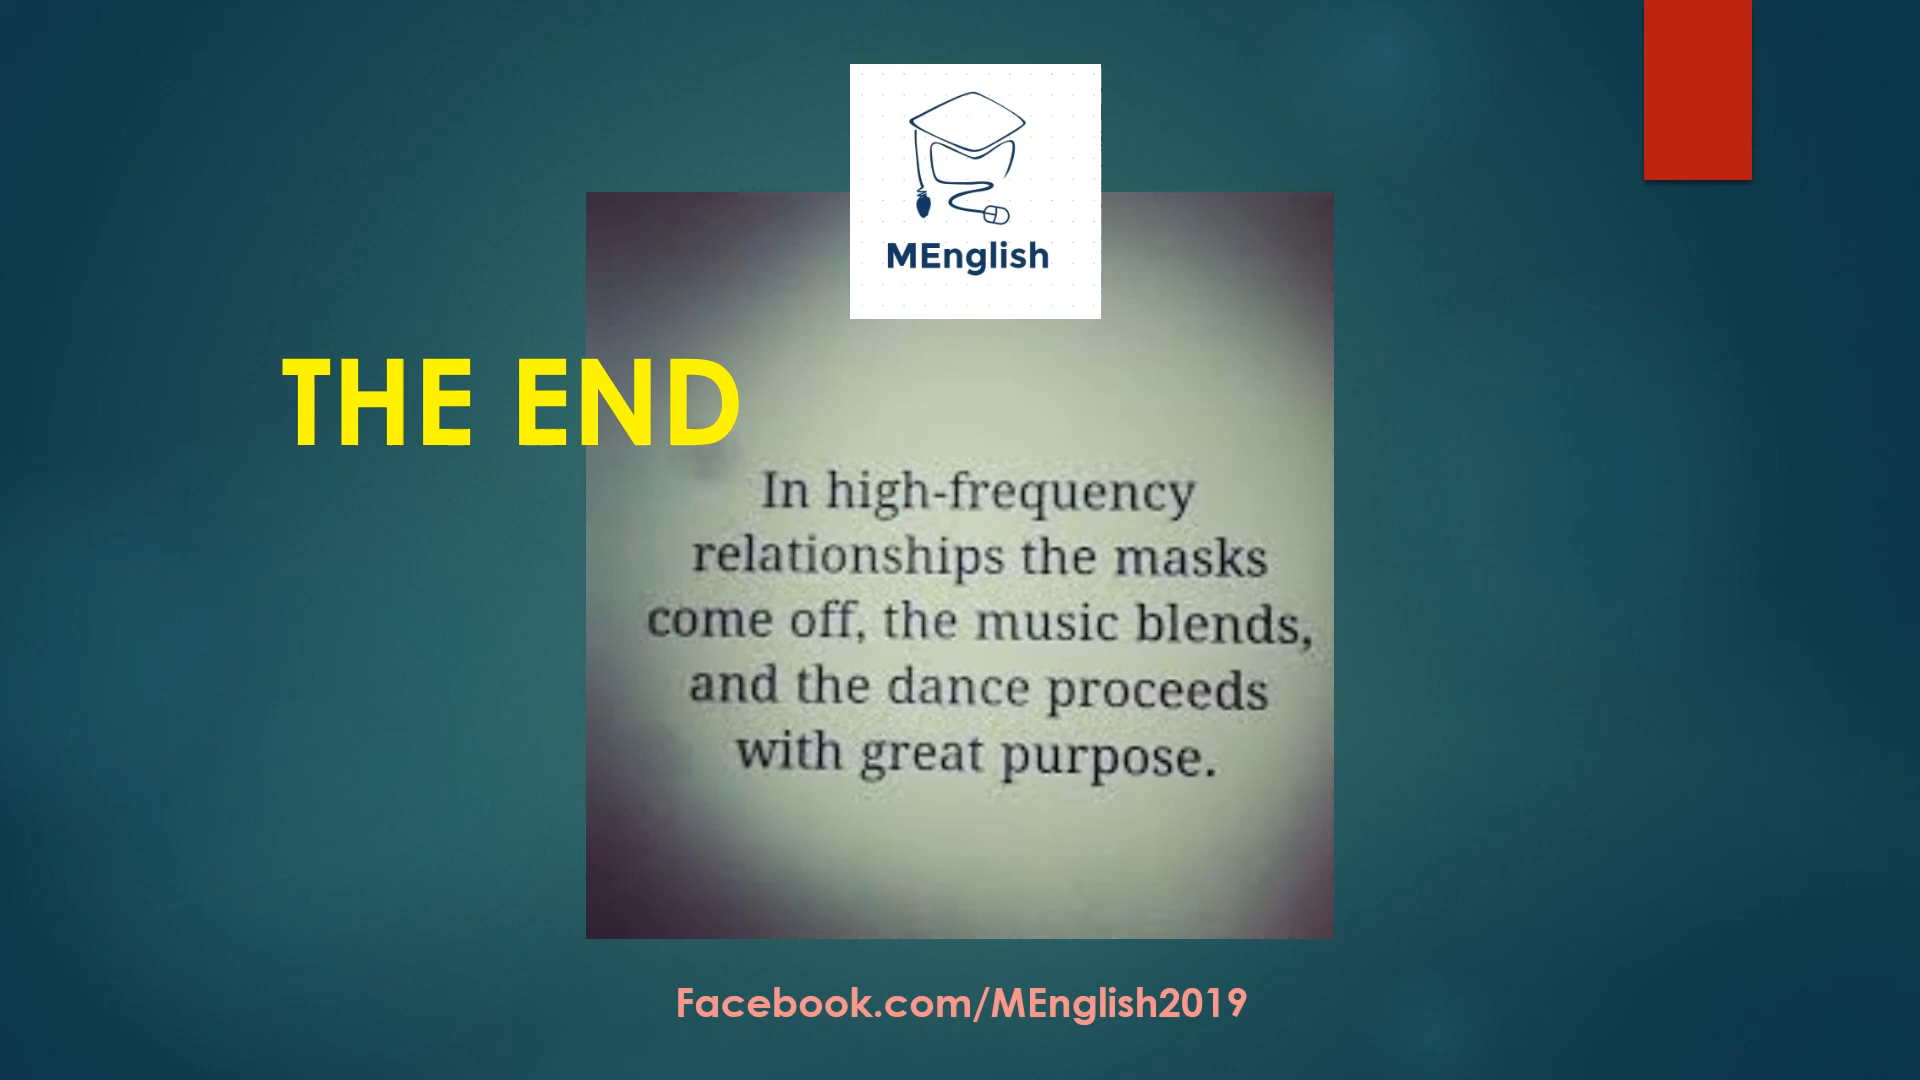 MEnglish
THE END
In high-frequency
relationships the masks
come off, the music blends,
and the dance proceeds
with great purpose.
Facebook.com/MEnglish2019